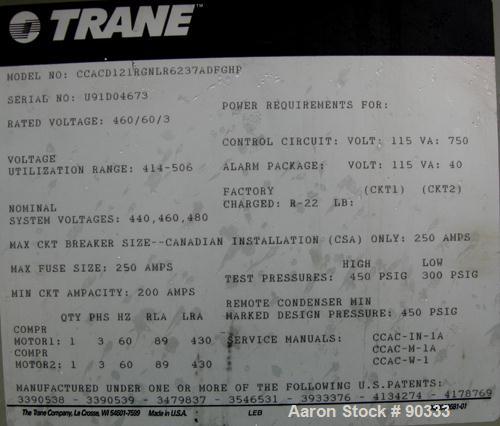 TRANE™
MODEL NO: CCACD121RGNLR6237ADFGHP
SERIAL NO: U91D04673
POWER REQUIREMENTS FOR:
RATED VOLTAGE: 460/60/3
CONTROL CIRCUIT: VOLT: 115 VA: 750
VOLTAGE
UTILIZATION RANGE: 414-506
ALARM PACKAGE: VOLT: 115 VA: 40
FACTORY (CKT1) (CKT2)
CHARGED: R-22 LB:
NOMINAL
SYSTEM VOLTAGES: 440,460,480
MAX CKT BREAKER SIZE--CANADIAN INSTALLATION (CSA) ONLY: 250 AMPS
HIGH LOW
MAX FUSE SIZE: 250 AMPS
TEST PRESSURES: 450 PSIG 300 PSIG
MIN CKT AMPACITY: 200 AMPS
REMOTE CONDENSER MIN
MARKED DESIGN PRESSURE: 450 PSIG
QTY PHS HZ RLA LRA
COMPR
MOTOR1: 1 3 60 89 430
SERVICE MANUALS: CCAC-IN-1A
COMPR CCAC-M-1A
MOTOR2: 1 3 60 89 430 CCAC-W-1
MANUFACTURED UNDER ONE OR MORE OF THE FOLLOWING U.S.PATENTS:
3390538 - 3390539 - 3479837 - 3546531 - 3933376 - 4134274 - 4178769
The Trane Company, La Crosse, WI 54601-7599 Made in U.S.A. LEB
Aaron Stock # 90333